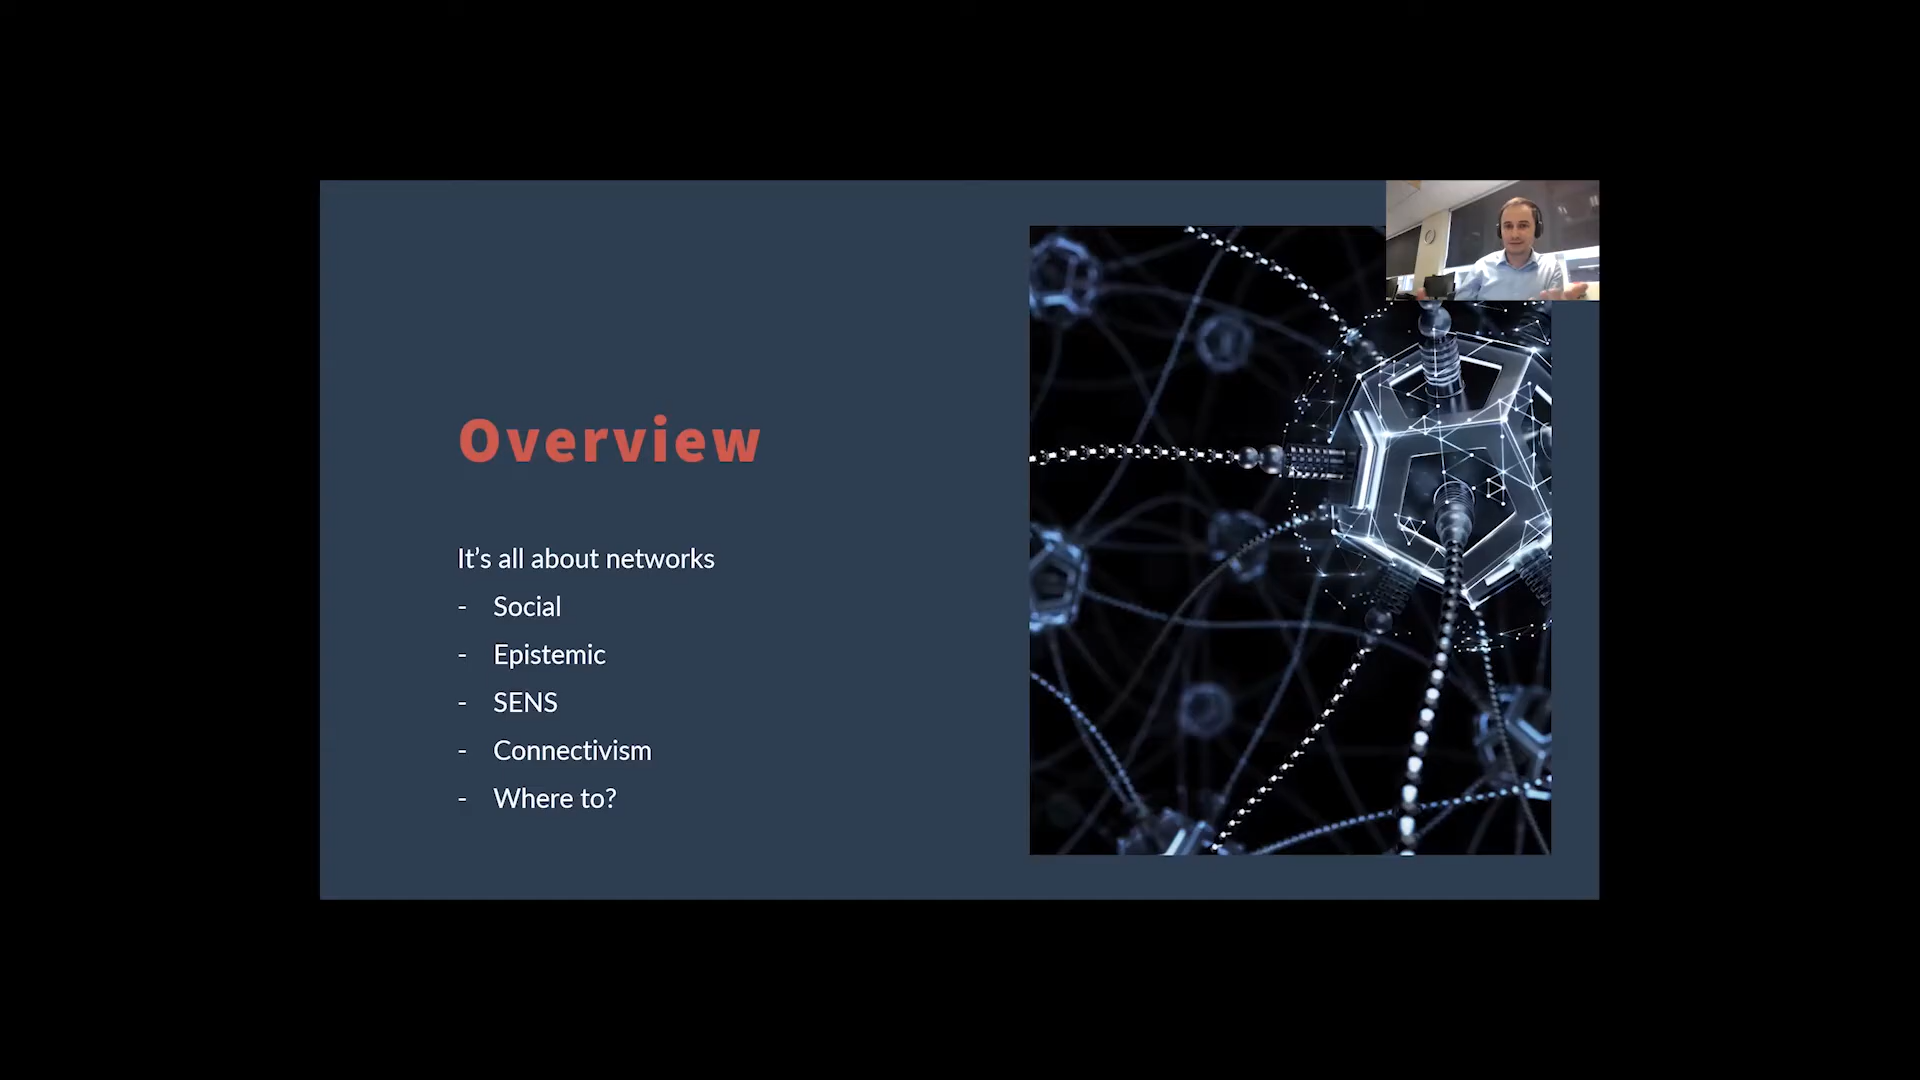 Overview
It’s all about networks
- Social
- Epistemic
- SENS
- Connectivism
- Where to?